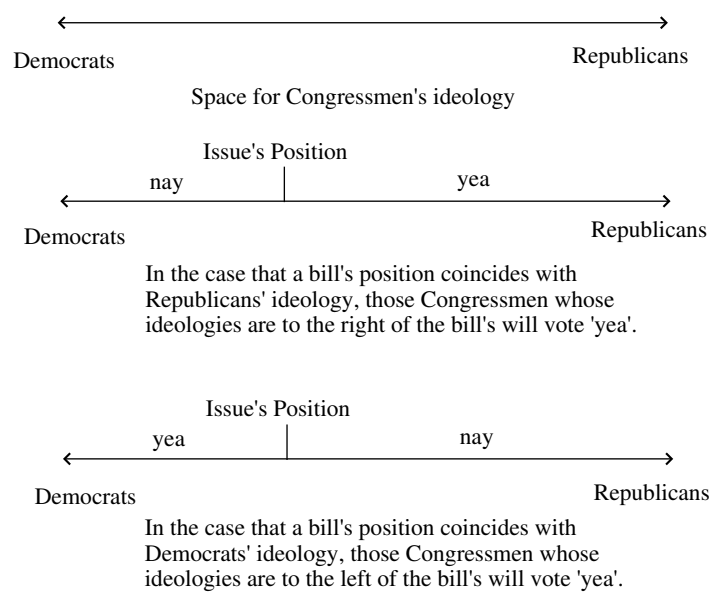 Democrats Republicans
Space for Congressmen's ideology
Issue's Position
nay yea
Democrats Republicans
In the case that a bill's position coincides with
Republicans' ideology, those Congressmen whose
ideologies are to the right of the bill's will vote 'yea'.
Issue's Position
yea nay
Democrats Republicans
In the case that a bill's position coincides with
Democrats' ideology, those Congressmen whose
ideologies are to the left of the bill's will vote 'yea'.